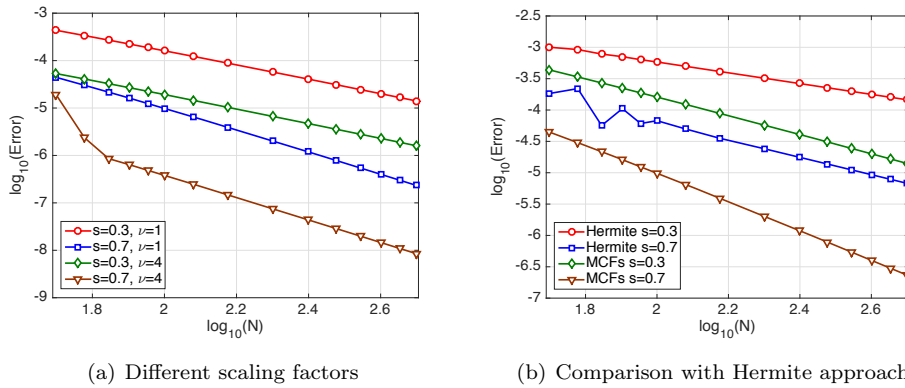 -3
-4
-5
-6
-7
-8
-9
log10(Error)
s=0.3, ν=1
s=0.7, ν=1
s=0.3, ν=4
s=0.7, ν=4
1.8 2 2.2 2.4 2.6
log10(N)
(a) Different scaling factors
-2.5
-3
-3.5
-4
-4.5
-5
-5.5
-6
-6.5
-7
log10(Error)
Hermite s=0.3
Hermite s=0.7
MCFs s=0.3
MCFs s=0.7
1.8 2 2.2 2.4 2.6
log10(N)
(b) Comparison with Hermite approach